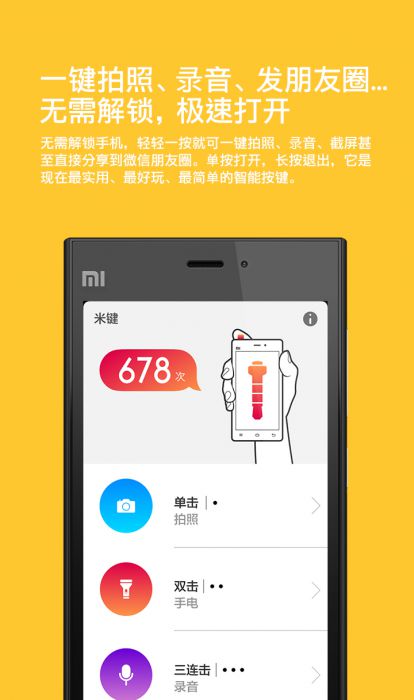 一键拍照、录音、发朋友圈...
无需解锁，极速打开
无需解锁手机，轻轻一按就可一键拍照、录音、截屏甚
至直接分享到微信朋友圈。单按打开，长按退出，它是
现在最实用、最好玩、最简单的智能按键。
MI
米键
678次
单击 | •
拍照
双击 | ••
手电
三连击 | •••
录音